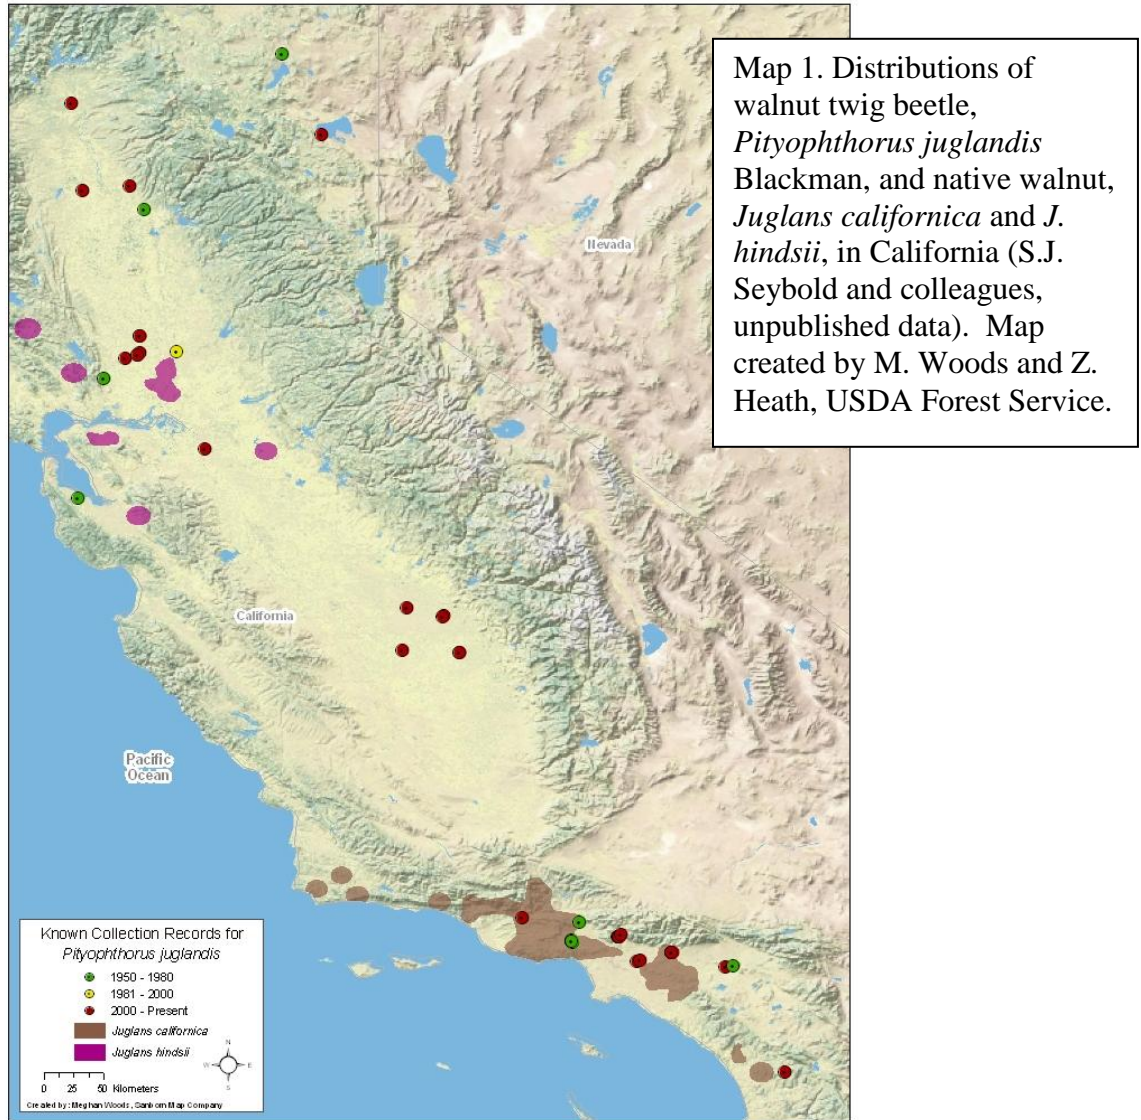 Map 1. Distributions of
walnut twig beetle,
Pityophthorus juglandis
Blackman, and native walnut,
Juglans californica and J.
hindsii, in California (S.J.
Seybold and colleagues,
unpublished data).  Map
created by M. Woods and Z.
Heath, USDA Forest Service.
Nevada
California
Pacific
Ocean
Known Collection Records for
Pityophthorus juglandis
1950 - 1980
1981 - 2000
2000 - Present
Juglans californica
Juglans hindsii
N
W E
S
0 25 50 Kilometers
Created by: Meghan Woods, Sanborn Map Company